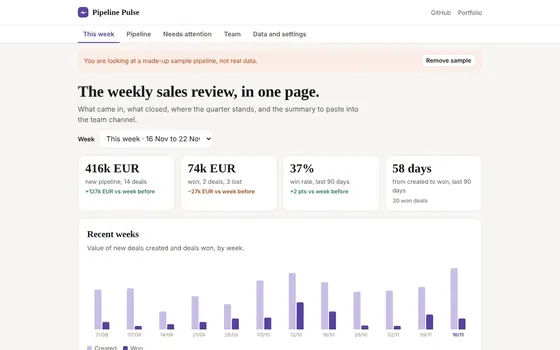 Pipeline Pulse
GitHub
Portfolio
This week
Pipeline
Needs attention
Team
Data and settings
You are looking at a made-up sample pipeline, not real data.
Remove sample
The weekly sales review, in one page.
What came in, what closed, where the quarter stands, and the summary to paste into
the team channel.
Week
This week · 16 Nov to 22 Nov
416k EUR
new pipeline, 14 deals
+127k EUR vs week before
74k EUR
won, 2 deals, 3 lost
−27k EUR vs week before
37%
win rate, last 90 days
+2 pts vs week before
58 days
from created to won, last 90
days
30 won deals
Recent weeks
Value of new deals created and deals won, by week.
31/08
07/09
14/09
21/09
28/09
05/10
12/10
19/10
26/10
02/11
09/11
16/11
Created
Won